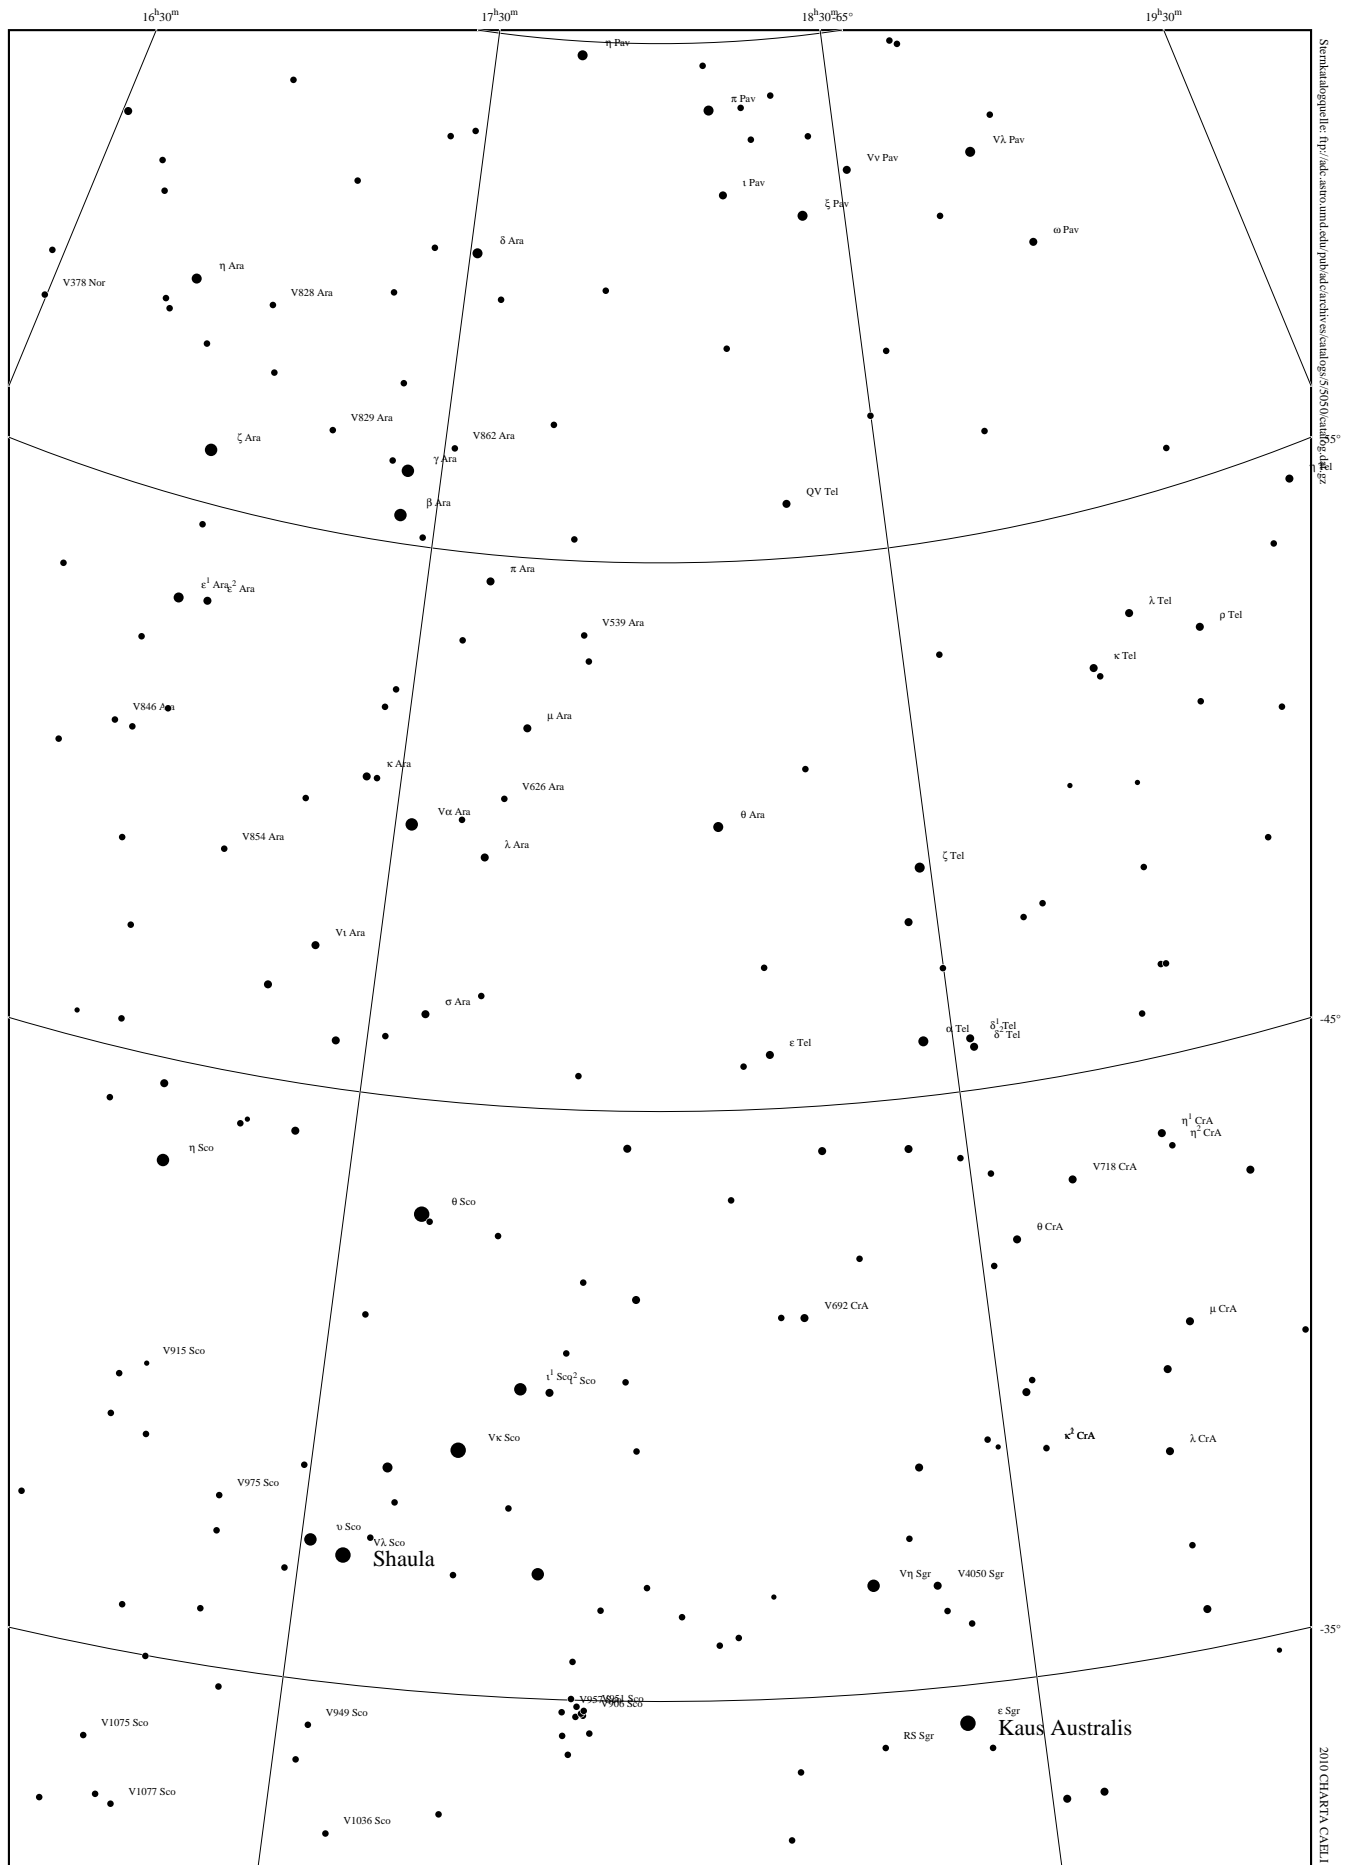 16h30m
17h30m
18h30m
-65°
19h30m
η Pav
π Pav
Vλ Pav
Vν Pav
ι Pav
ξ Pav
ω Pav
δ Ara
η Ara
V378 Nor
V828 Ara
V829 Ara
ζ Ara
V862 Ara
γ Ara
-55°
η Tel
QV Tel
β Ara
π Ara
ε1 Ara
ε2 Ara
λ Tel
ρ Tel
V539 Ara
κ Tel
V846 Ara
μ Ara
κ Ara
V626 Ara
Vα Ara
θ Ara
V854 Ara
λ Ara
ζ Tel
Vι Ara
σ Ara
-45°
α Tel
δ1 Tel
δ2 Tel
ε Tel
η1 CrA
η2 CrA
η Sco
V718 CrA
θ Sco
θ CrA
V692 CrA
μ CrA
V915 Sco
ι1 Sco
ι2 Sco
Vκ Sco
κ2 CrA
λ CrA
V975 Sco
υ Sco
Vλ Sco
Shaula
Vη Sgr
V4050 Sgr
-35°
V951 Sco
V906 Sco
ε Sgr
Kaus Australis
V1075 Sco
V949 Sco
RS Sgr
V1077 Sco
V1036 Sco
Sternkatalogquelle: ftp://adc.astro.umd.edu/pub/adc/archives/catalogs/5/5050/catalog.dat.gz
2010 CHARTA CAELI